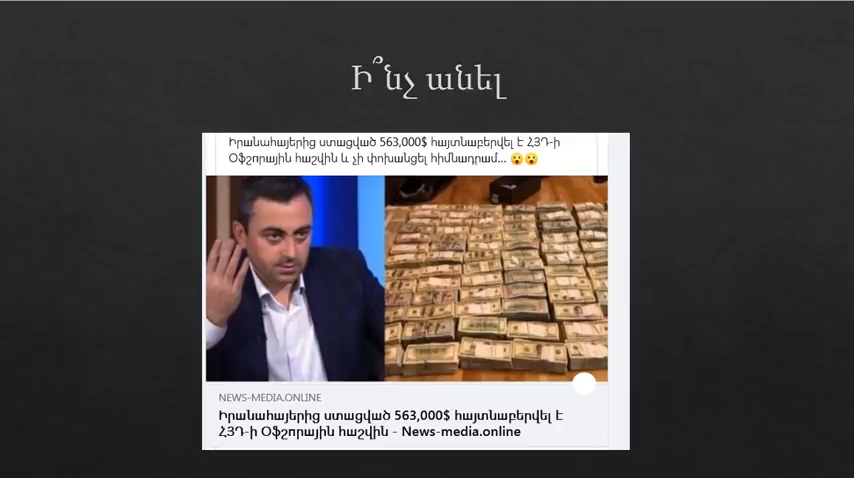 Ի՞նչ անել
Իրանահայերից ստացված 563,000$ հայտնաբերվել է ՀՅԴ-ի
Օֆշորային հաշվին և չի փոխանցել հիմնադրամ... 😮😮
NEWS-MEDIA.ONLINE
Իրանահայերից ստացված 563,000$ հայտնաբերվել է
ՀՅԴ-ի Օֆշորային հաշվին - News-media.online